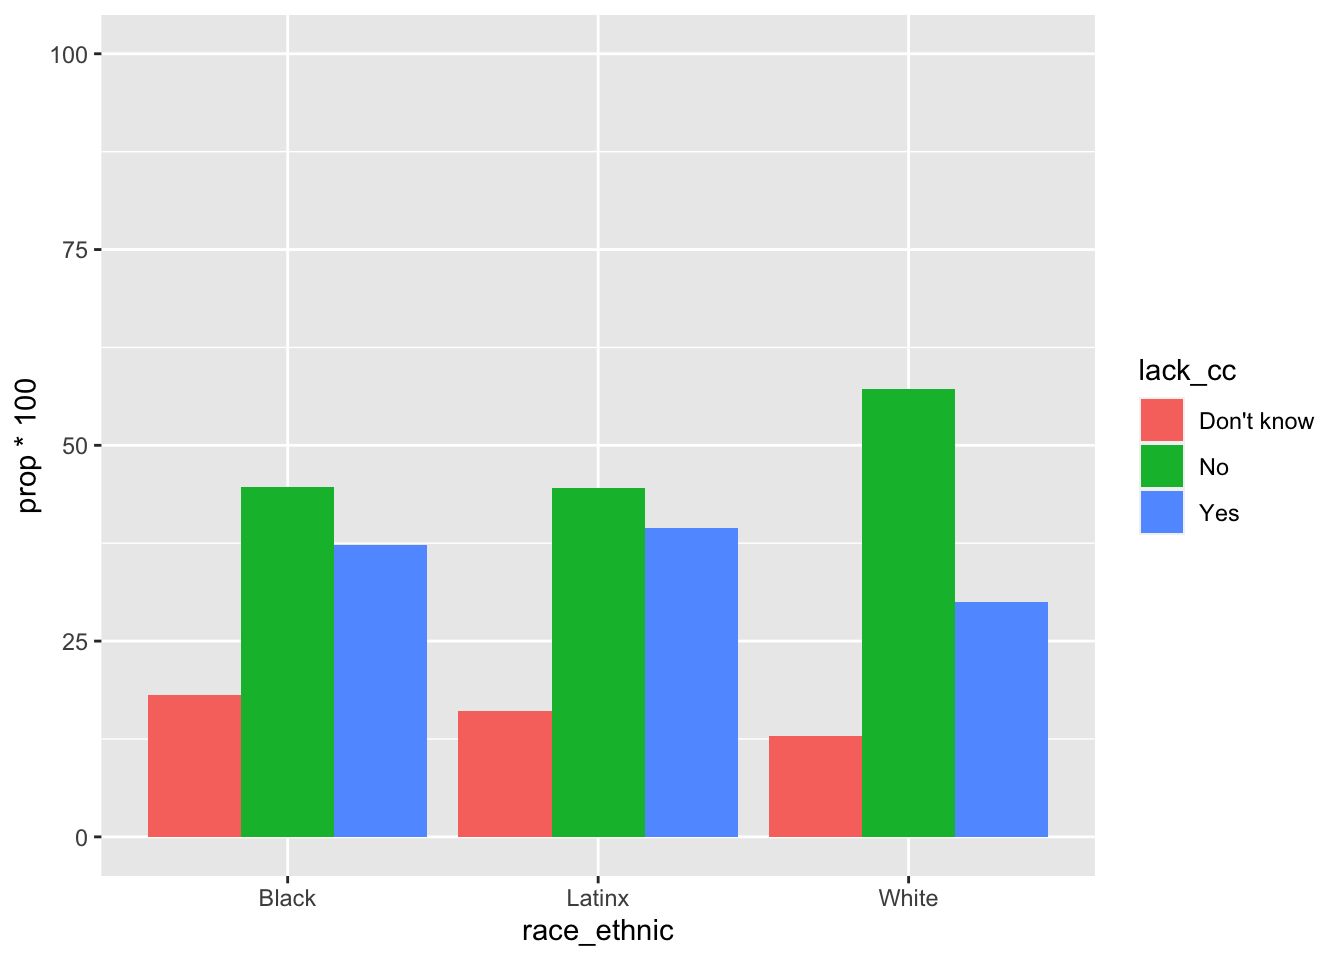 100
75
50
25
0
prop * 100
Black
Latinx
White
race_ethnic
lack_cc
Don't know
No
Yes